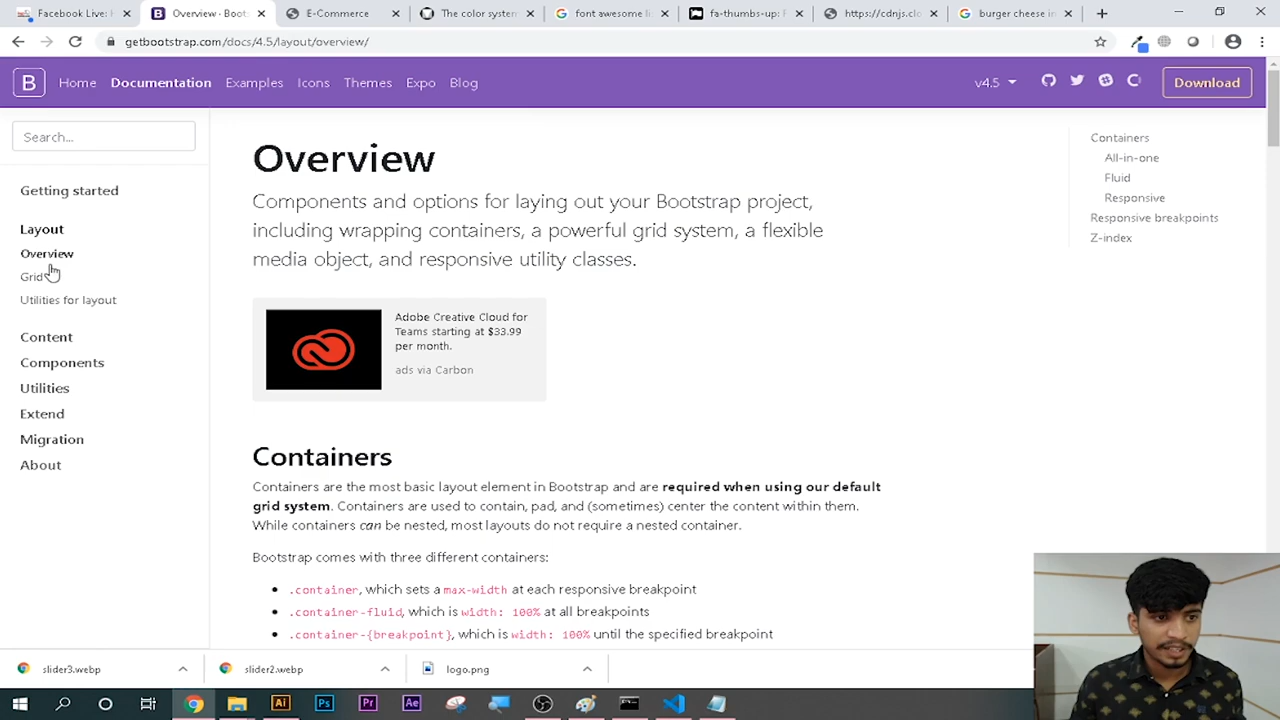 Facebook Live: H
Overview · Boots
E-Commerce
The color system
font awesome li
fa-thumbs-up: F
https://cdnjs.clo
burger cheese in
getbootstrap.com/docs/4.5/layout/overview/
B
Home
Documentation
Examples
Icons
Themes
Expo
Blog
v4.5
Download
Search...
Getting started
Layout
Overview
Grid
Utilities for layout
Content
Components
Utilities
Extend
Migration
About
Overview
Components and options for laying out your Bootstrap project,
including wrapping containers, a powerful grid system, a flexible
media object, and responsive utility classes.
Adobe Creative Cloud for
Teams starting at $33.99
per month.
ads via Carbon
Containers
Containers are the most basic layout element in Bootstrap and are required when using our default
grid system. Containers are used to contain, pad, and (sometimes) center the content within them.
While containers can be nested, most layouts do not require a nested container.
Bootstrap comes with three different containers:
.container, which sets a max-width at each responsive breakpoint
.container-fluid, which is width: 100% at all breakpoints
.container-{breakpoint}, which is width: 100% until the specified breakpoint
Containers
All-in-one
Fluid
Responsive
Responsive breakpoints
Z-index
slider3.webp
slider2.webp
logo.png
Ai
Ps
Pr
Ae